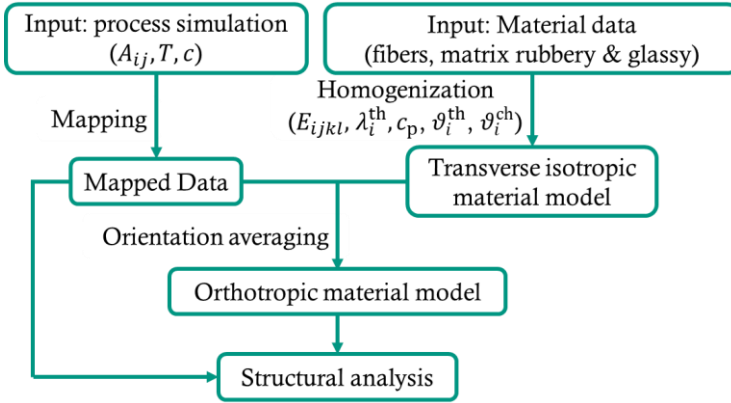 Input: process simulation
(A_ij, T, c)
Input: Material data
(fibers, matrix rubbery & glassy)
Mapping
Homogenization
(E_ijkl, λ_i^th, c_p, ϑ_i^th, ϑ_i^ch)
Mapped Data
Transverse isotropic
material model
Orientation averaging
Orthotropic material model
Structural analysis